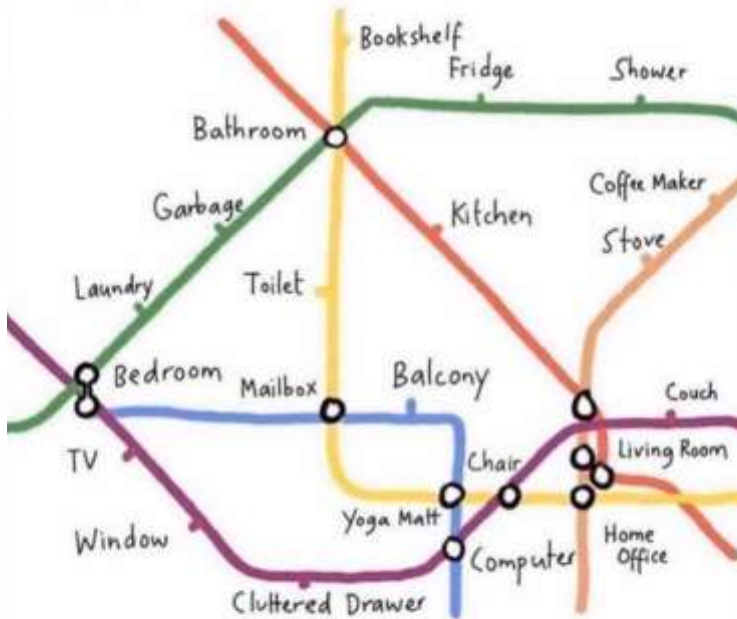 Bookshelf
Fridge
Shower
Bathroom
Coffee Maker
Garbage
Kitchen
Stove
Laundry
Toilet
Bedroom
Mailbox
Balcony
Couch
TV
Chair
Living Room
Yoga Matt
Window
Computer
Home
Office
Cluttered Drawer